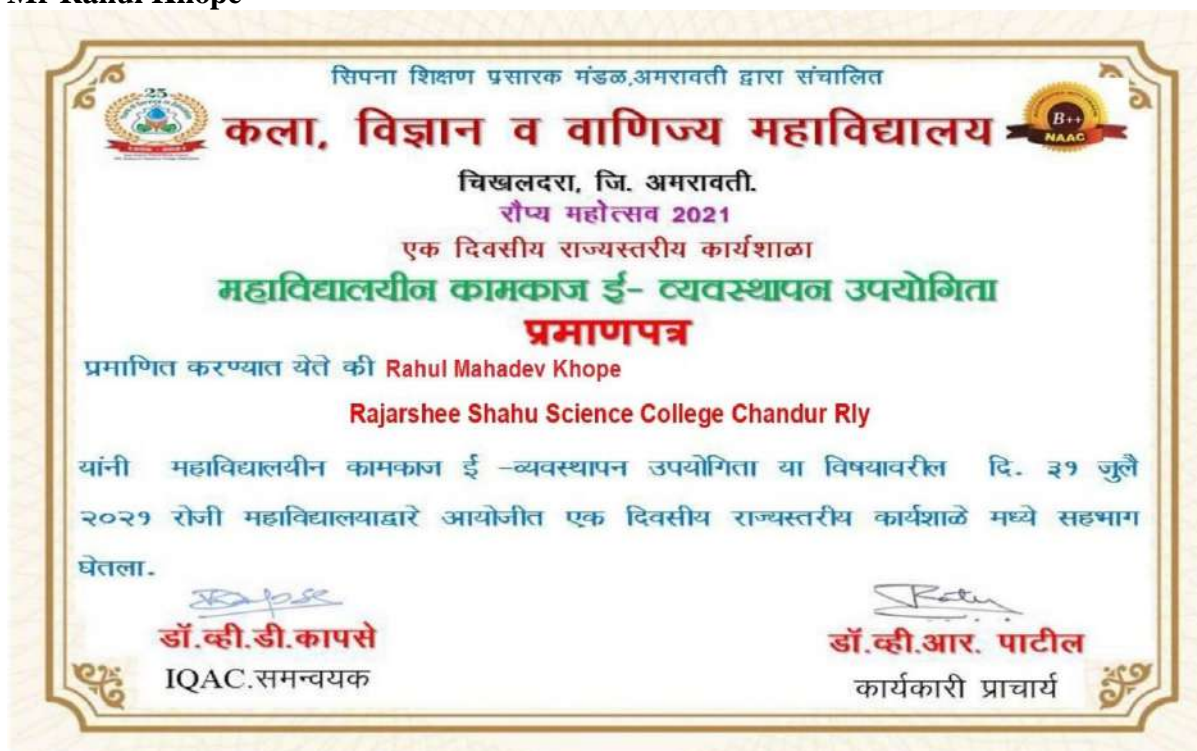 Mr Rahul Khope
सिपना शिक्षण प्रसारक मंडळ,अमरावती द्वारा संचालित
25
कला, विज्ञान व वाणिज्य महाविद्यालय
B++
NAAC
चिखलदरा, जि. अमरावती.
रौप्य महोत्सव 2021
एक दिवसीय राज्यस्तरीय कार्यशाळा
महाविद्यालयीन कामकाज ई- व्यवस्थापन उपयोगिता
प्रमाणपत्र
प्रमाणित करण्यात येते की Rahul Mahadev Khope
Rajarshee Shahu Science College Chandur Rly
यांनी महाविद्यालयीन कामकाज ई -व्यवस्थापन उपयोगिता या विषयावरील दि. ३१ जुलै
२०२१ रोजी महाविद्यालयाद्वारे आयोजीत एक दिवसीय राज्यस्तरीय कार्यशाळे मध्ये सहभाग
घेतला.
डॉ.व्ही.डी.कापसे
IQAC.समन्वयक
डॉ.व्ही.आर. पाटील
कार्यकारी प्राचार्य